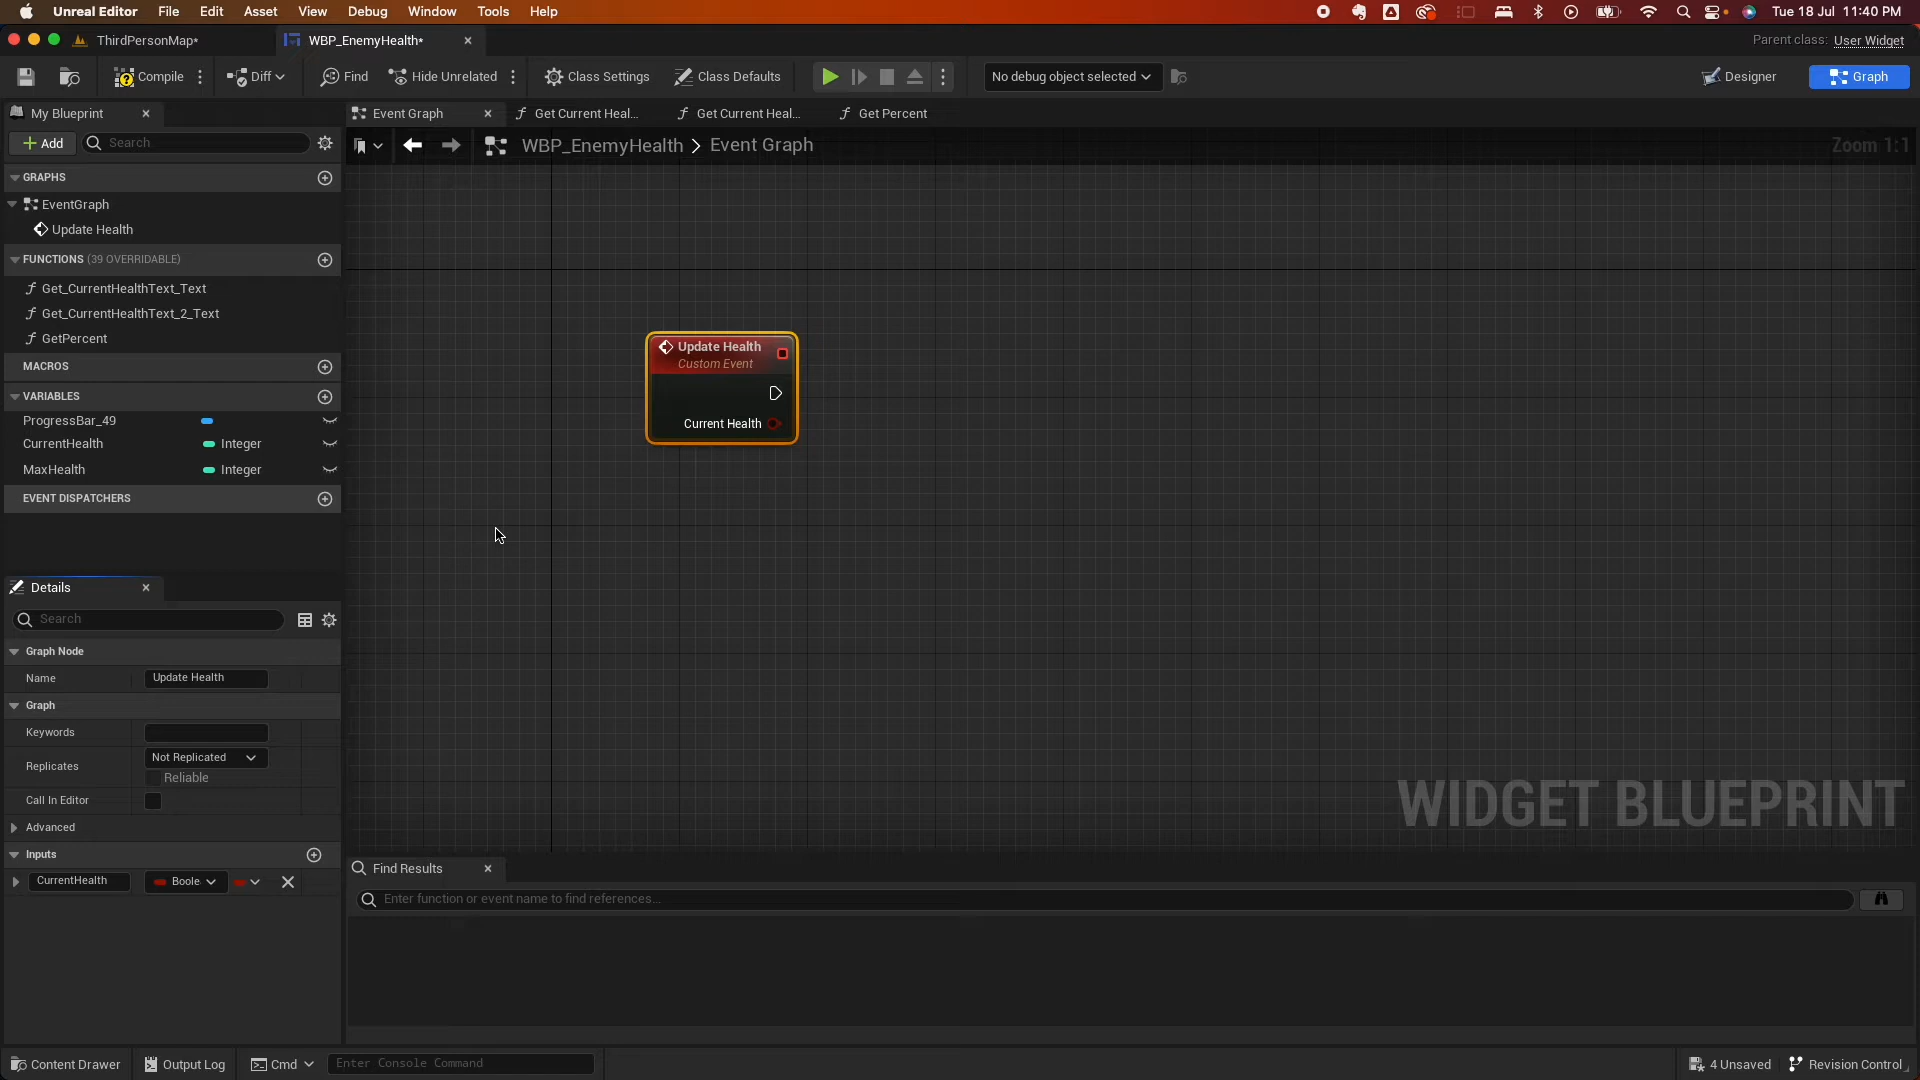 Unreal Editor File Edit Asset View Debug Window Tools Help Tue 18 Jul 11:40 PM
ThirdPersonMap* WBP_EnemyHealth* Parent class: User Widget
Compile Diff Find Hide Unrelated Class Settings Class Defaults No debug object selected Designer Graph
My Blueprint Event Graph Get Current Heal... Get Current Heal... Get Percent
Add Search WBP_EnemyHealth > Event Graph Zoom 1:1
GRAPHS
EventGraph
Update Health
FUNCTIONS (39 OVERRIDABLE)
Get_CurrentHealthText_Text
Get_CurrentHealthText_2_Text
GetPercent
MACROS
VARIABLES
ProgressBar_49
CurrentHealth Integer
MaxHealth Integer
EVENT DISPATCHERS
Update Health
Custom Event
Current Health
Details
Search
Graph Node
Name Update Health
Graph
Keywords
Replicates Not Replicated
Reliable
Call In Editor
Advanced
Inputs
CurrentHealth Boole
WIDGET BLUEPRINT
Find Results
Enter function or event name to find references...
Content Drawer Output Log Cmd Enter Console Command 4 Unsaved Revision Control